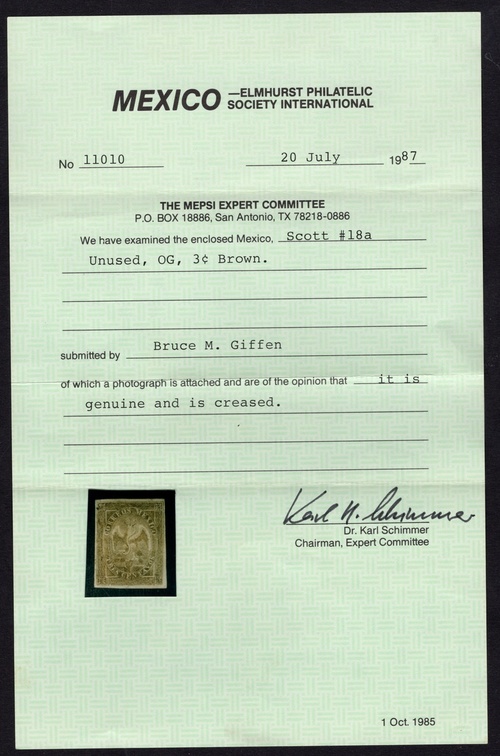 MEXICO —ELMHURST PHILATELIC
SOCIETY INTERNATIONAL
No 11010 20 July 1987
THE MEPSI EXPERT COMMITTEE
P.O. BOX 18886, San Antonio, TX 78218-0886
We have examined the enclosed Mexico, Scott #18a
Unused, OG, 3¢ Brown.
submitted by Bruce M. Giffen
of which a photograph is attached and are of the opinion that it is
genuine and is creased.
Karl H. Schimmer
Dr. Karl Schimmer
Chairman, Expert Committee
CORREOS MEXICO
1 Oct. 1985